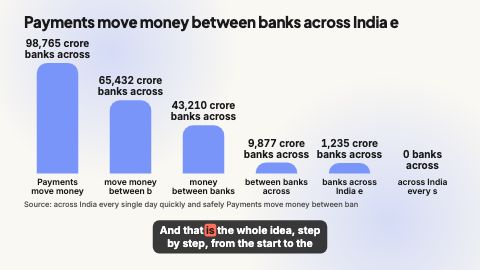 Payments move money between banks across India e
98,765 crore
banks across
65,432 crore
banks across
43,210 crore
banks across
9,877 crore
banks across
1,235 crore
banks across
0 banks
across
Payments
move money
move money
between b
money
between banks
between banks
across
banks across
India e
across India
every s
Source: across India every single day quickly and safely Payments move money between ban
And that is the whole idea, step
by step, from the start to the